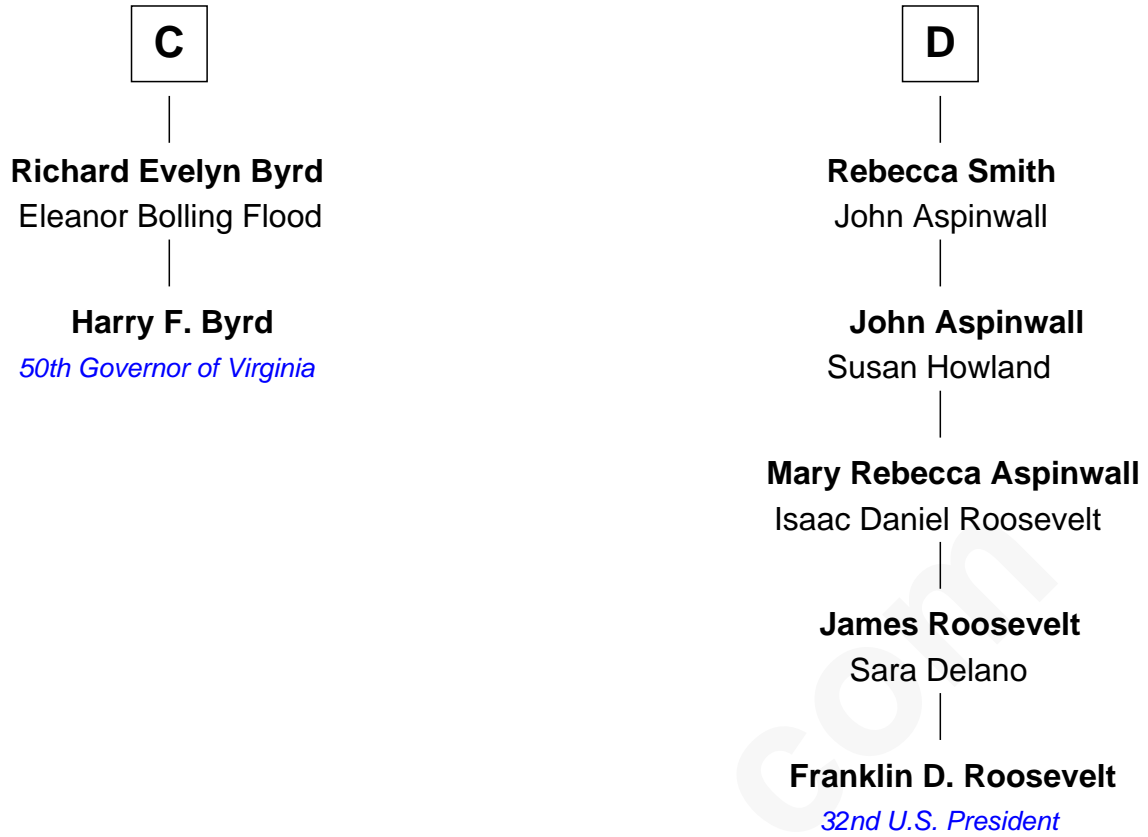 C
Richard Evelyn Byrd
Eleanor Bolling Flood
Harry F. Byrd
50th Governor of Virginia
D
Rebecca Smith
John Aspinwall
John Aspinwall
Susan Howland
Mary Rebecca Aspinwall
Isaac Daniel Roosevelt
James Roosevelt
Sara Delano
Franklin D. Roosevelt
32nd U.S. President
com